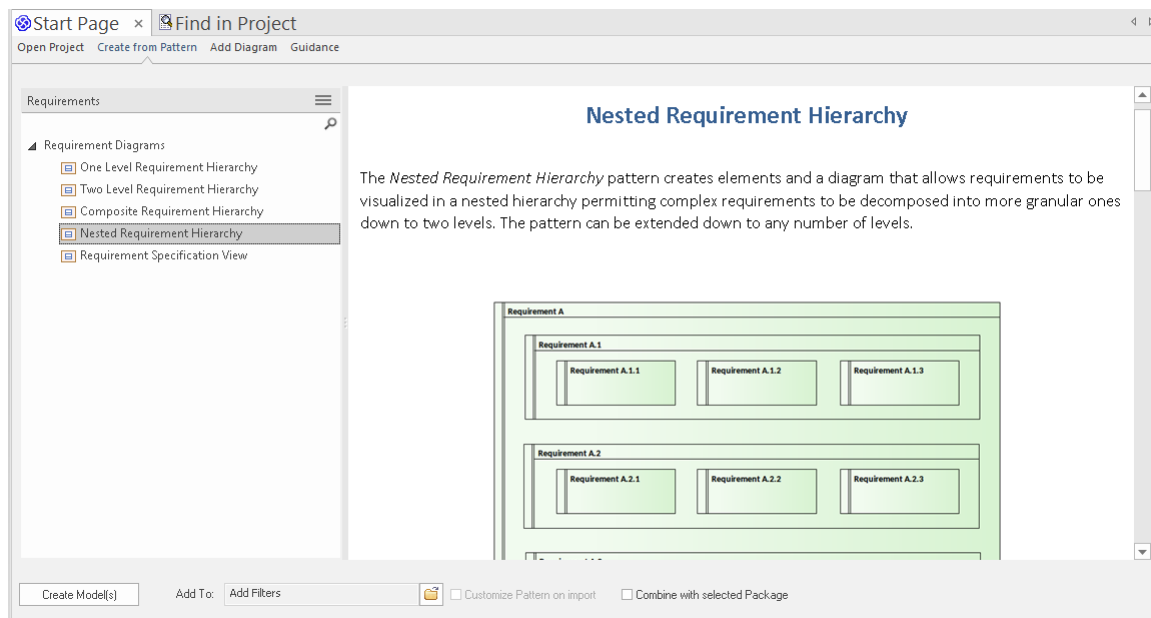 Start Page
Find in Project
Open Project Create from Pattern Add Diagram Guidance
Requirements
Requirement Diagrams
One Level Requirement Hierarchy
Two Level Requirement Hierarchy
Composite Requirement Hierarchy
Nested Requirement Hierarchy
Requirement Specification View
Nested Requirement Hierarchy
The Nested Requirement Hierarchy pattern creates elements and a diagram that allows requirements to be
visualized in a nested hierarchy permitting complex requirements to be decomposed into more granular ones
down to two levels. The pattern can be extended down to any number of levels.
Requirement A
Requirement A.1
Requirement A.1.1 Requirement A.1.2 Requirement A.1.3
Requirement A.2
Requirement A.2.1 Requirement A.2.2 Requirement A.2.3
Create Model(s) Add To: Add Filters Customize Pattern on import Combine with selected Package